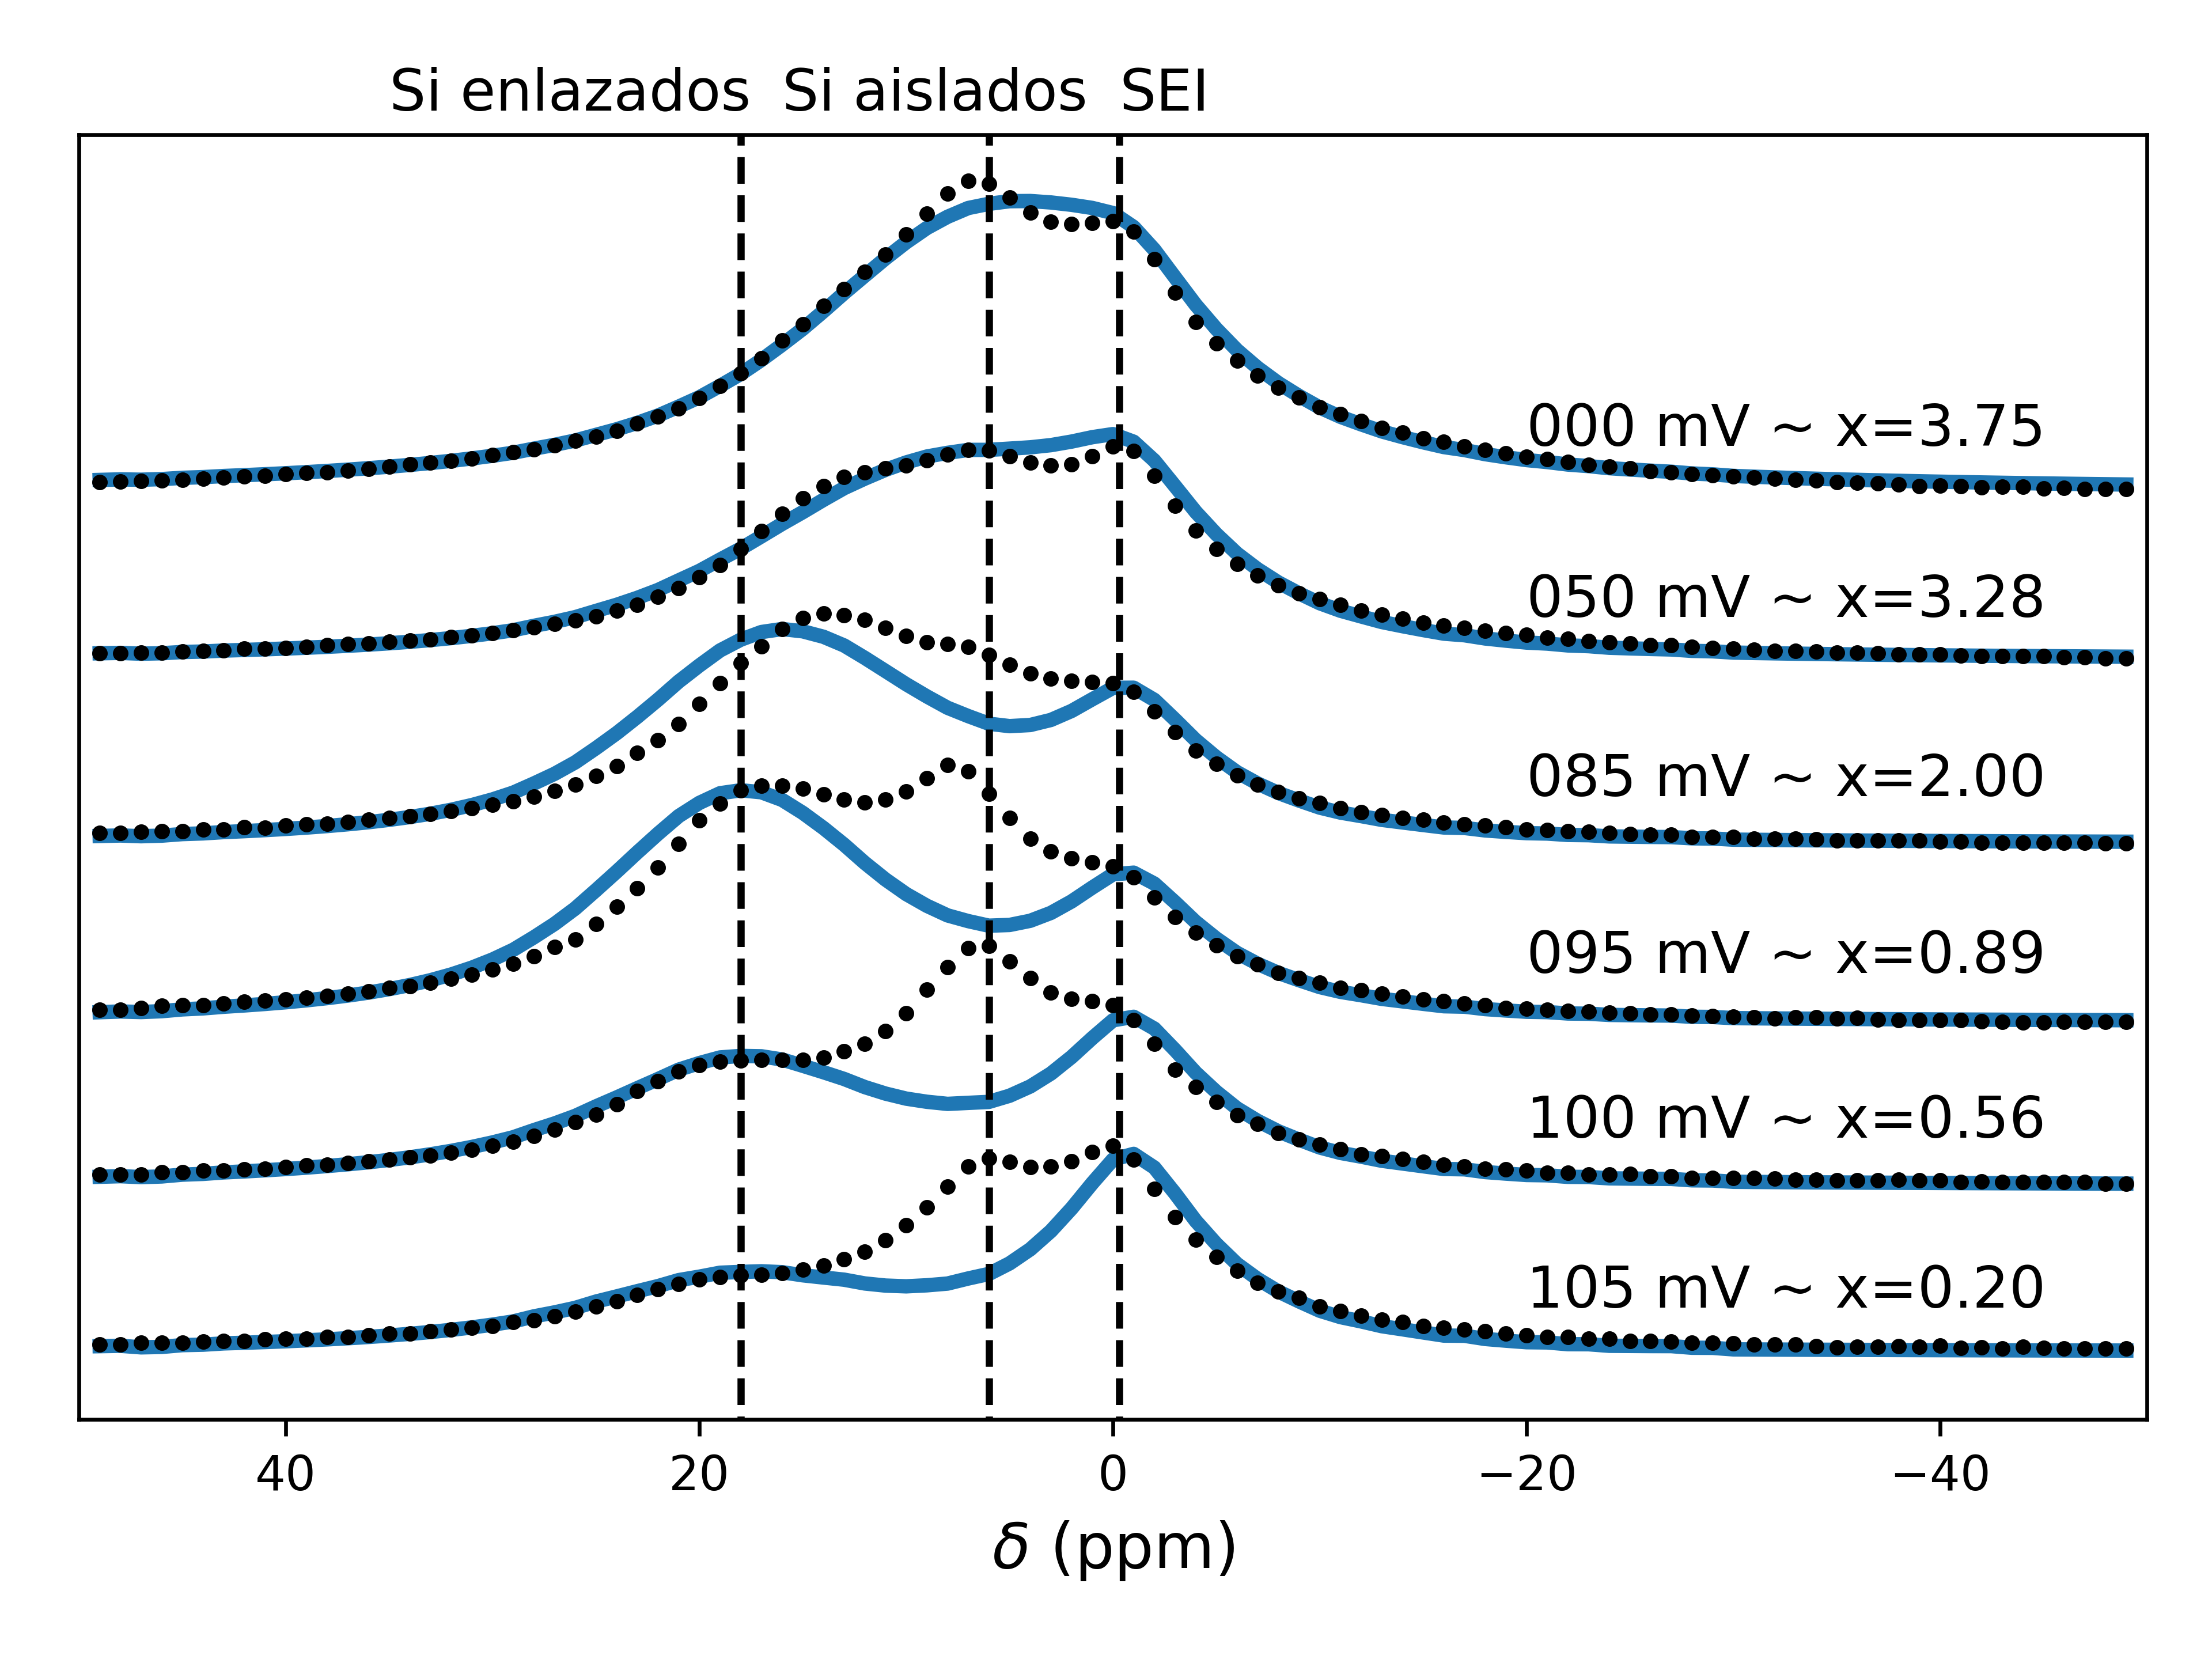 Si enlazados Si aislados SEI
000 mV ~ x=3.75
050 mV ~ x=3.28
085 mV ~ x=2.00
095 mV ~ x=0.89
100 mV ~ x=0.56
105 mV ~ x=0.20
40 20 0 −20 −40
δ (ppm)